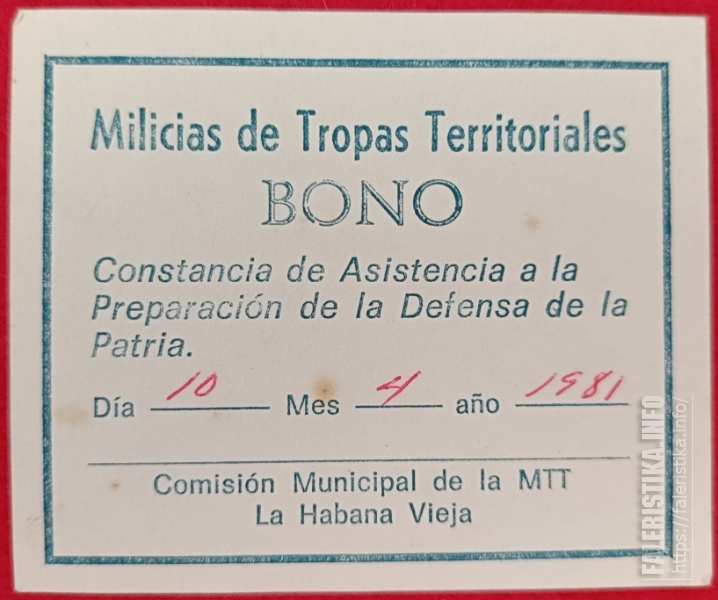 Milicias de Tropas Territoriales
BONO
Constancia de Asistencia a la
Preparación de la Defensa de la
Patria.
Día 10 Mes 4 año 1981
Comisión Municipal de la MTT
La Habana Vieja
FALERISTIKA.INFO
https://faleristika.info/